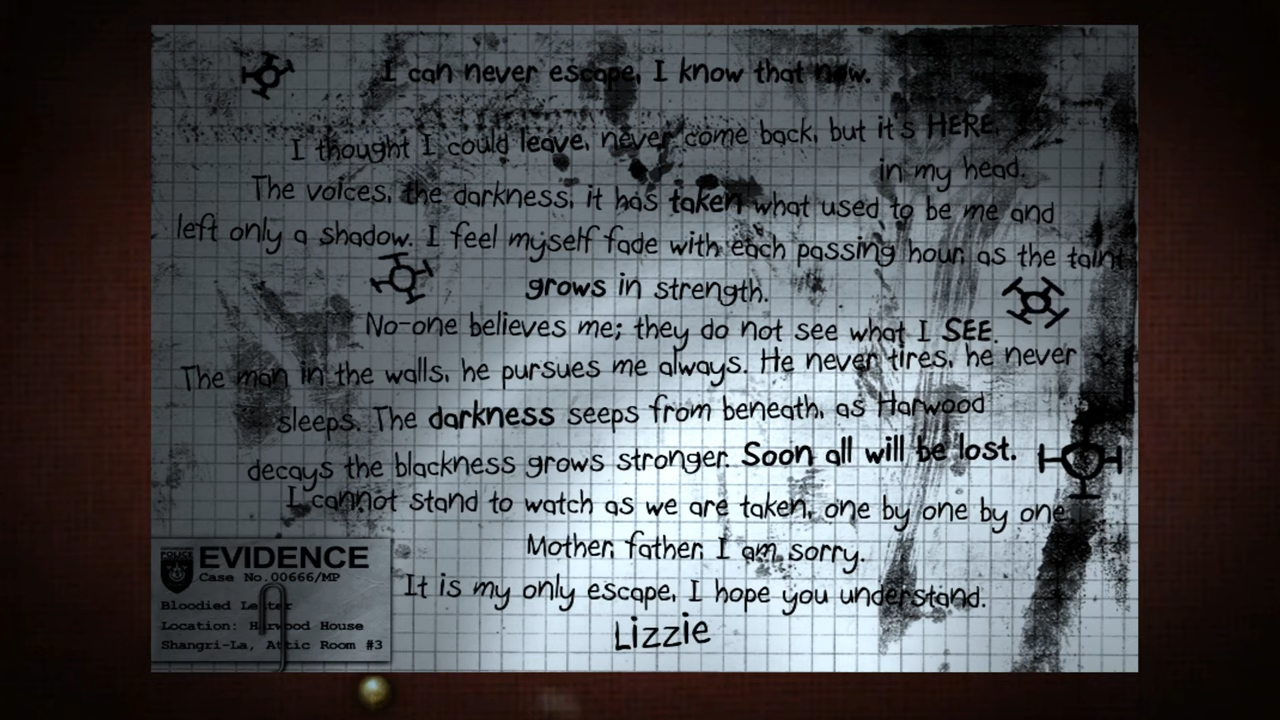 I can never escape, I know that now.
I thought I could leave, never come back, but it's HERE,
in my head.
The voices, the darkness, it has taken what used to be me and
left only a shadow. I feel myself fade with each passing hour, as the taint
grows in strength.
No-one believes me; they do not see what I SEE.
The man in the walls, he pursues me always. He never tires, he never
sleeps. The darkness seeps from beneath, as Harwood
decays the blackness grows stronger. Soon all will be lost.
I cannot stand to watch as we are taken, one by one by one
Mother, father, I am sorry.
It is my only escape, I hope you understand.
Lizzie
POLICE
EVIDENCE
Case No.00666/MP
Bloodied Letter
Location: Harwood House
Shangri-La, Attic Room #3